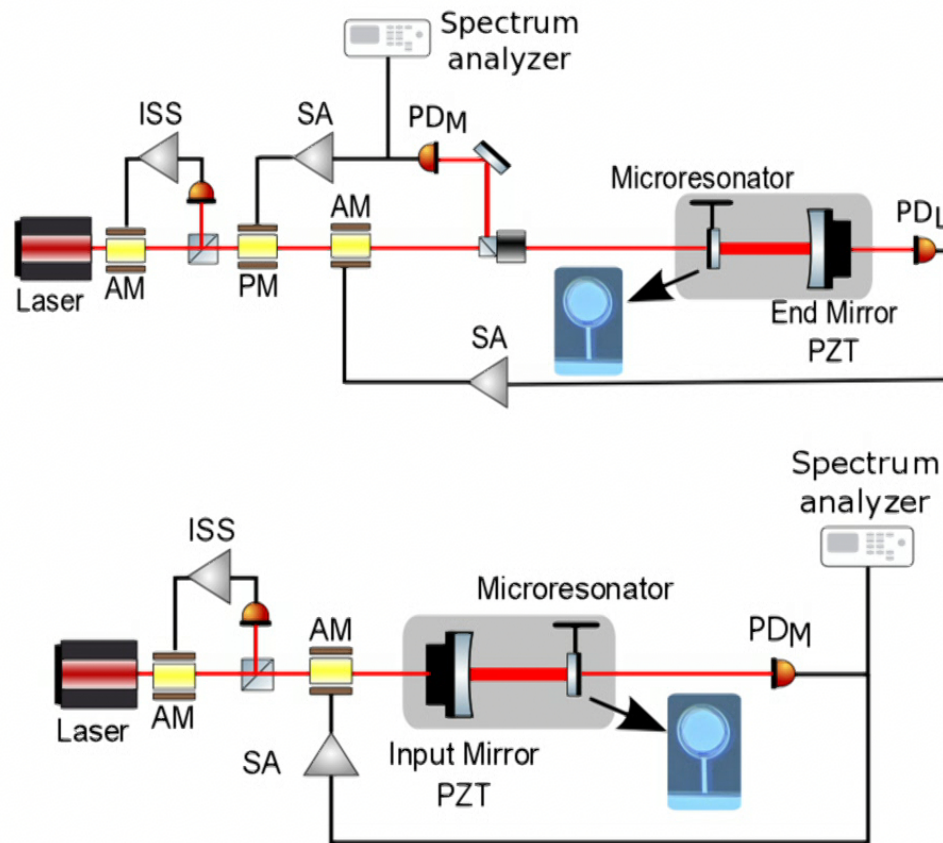 Spectrum
analyzer
ISS
SA
PDM
AM
Microresonator
PDL
Laser
AM
PM
End Mirror
PZT
SA
Spectrum
analyzer
ISS
Microresonator
AM
PDM
Laser
AM
SA
Input Mirror
PZT